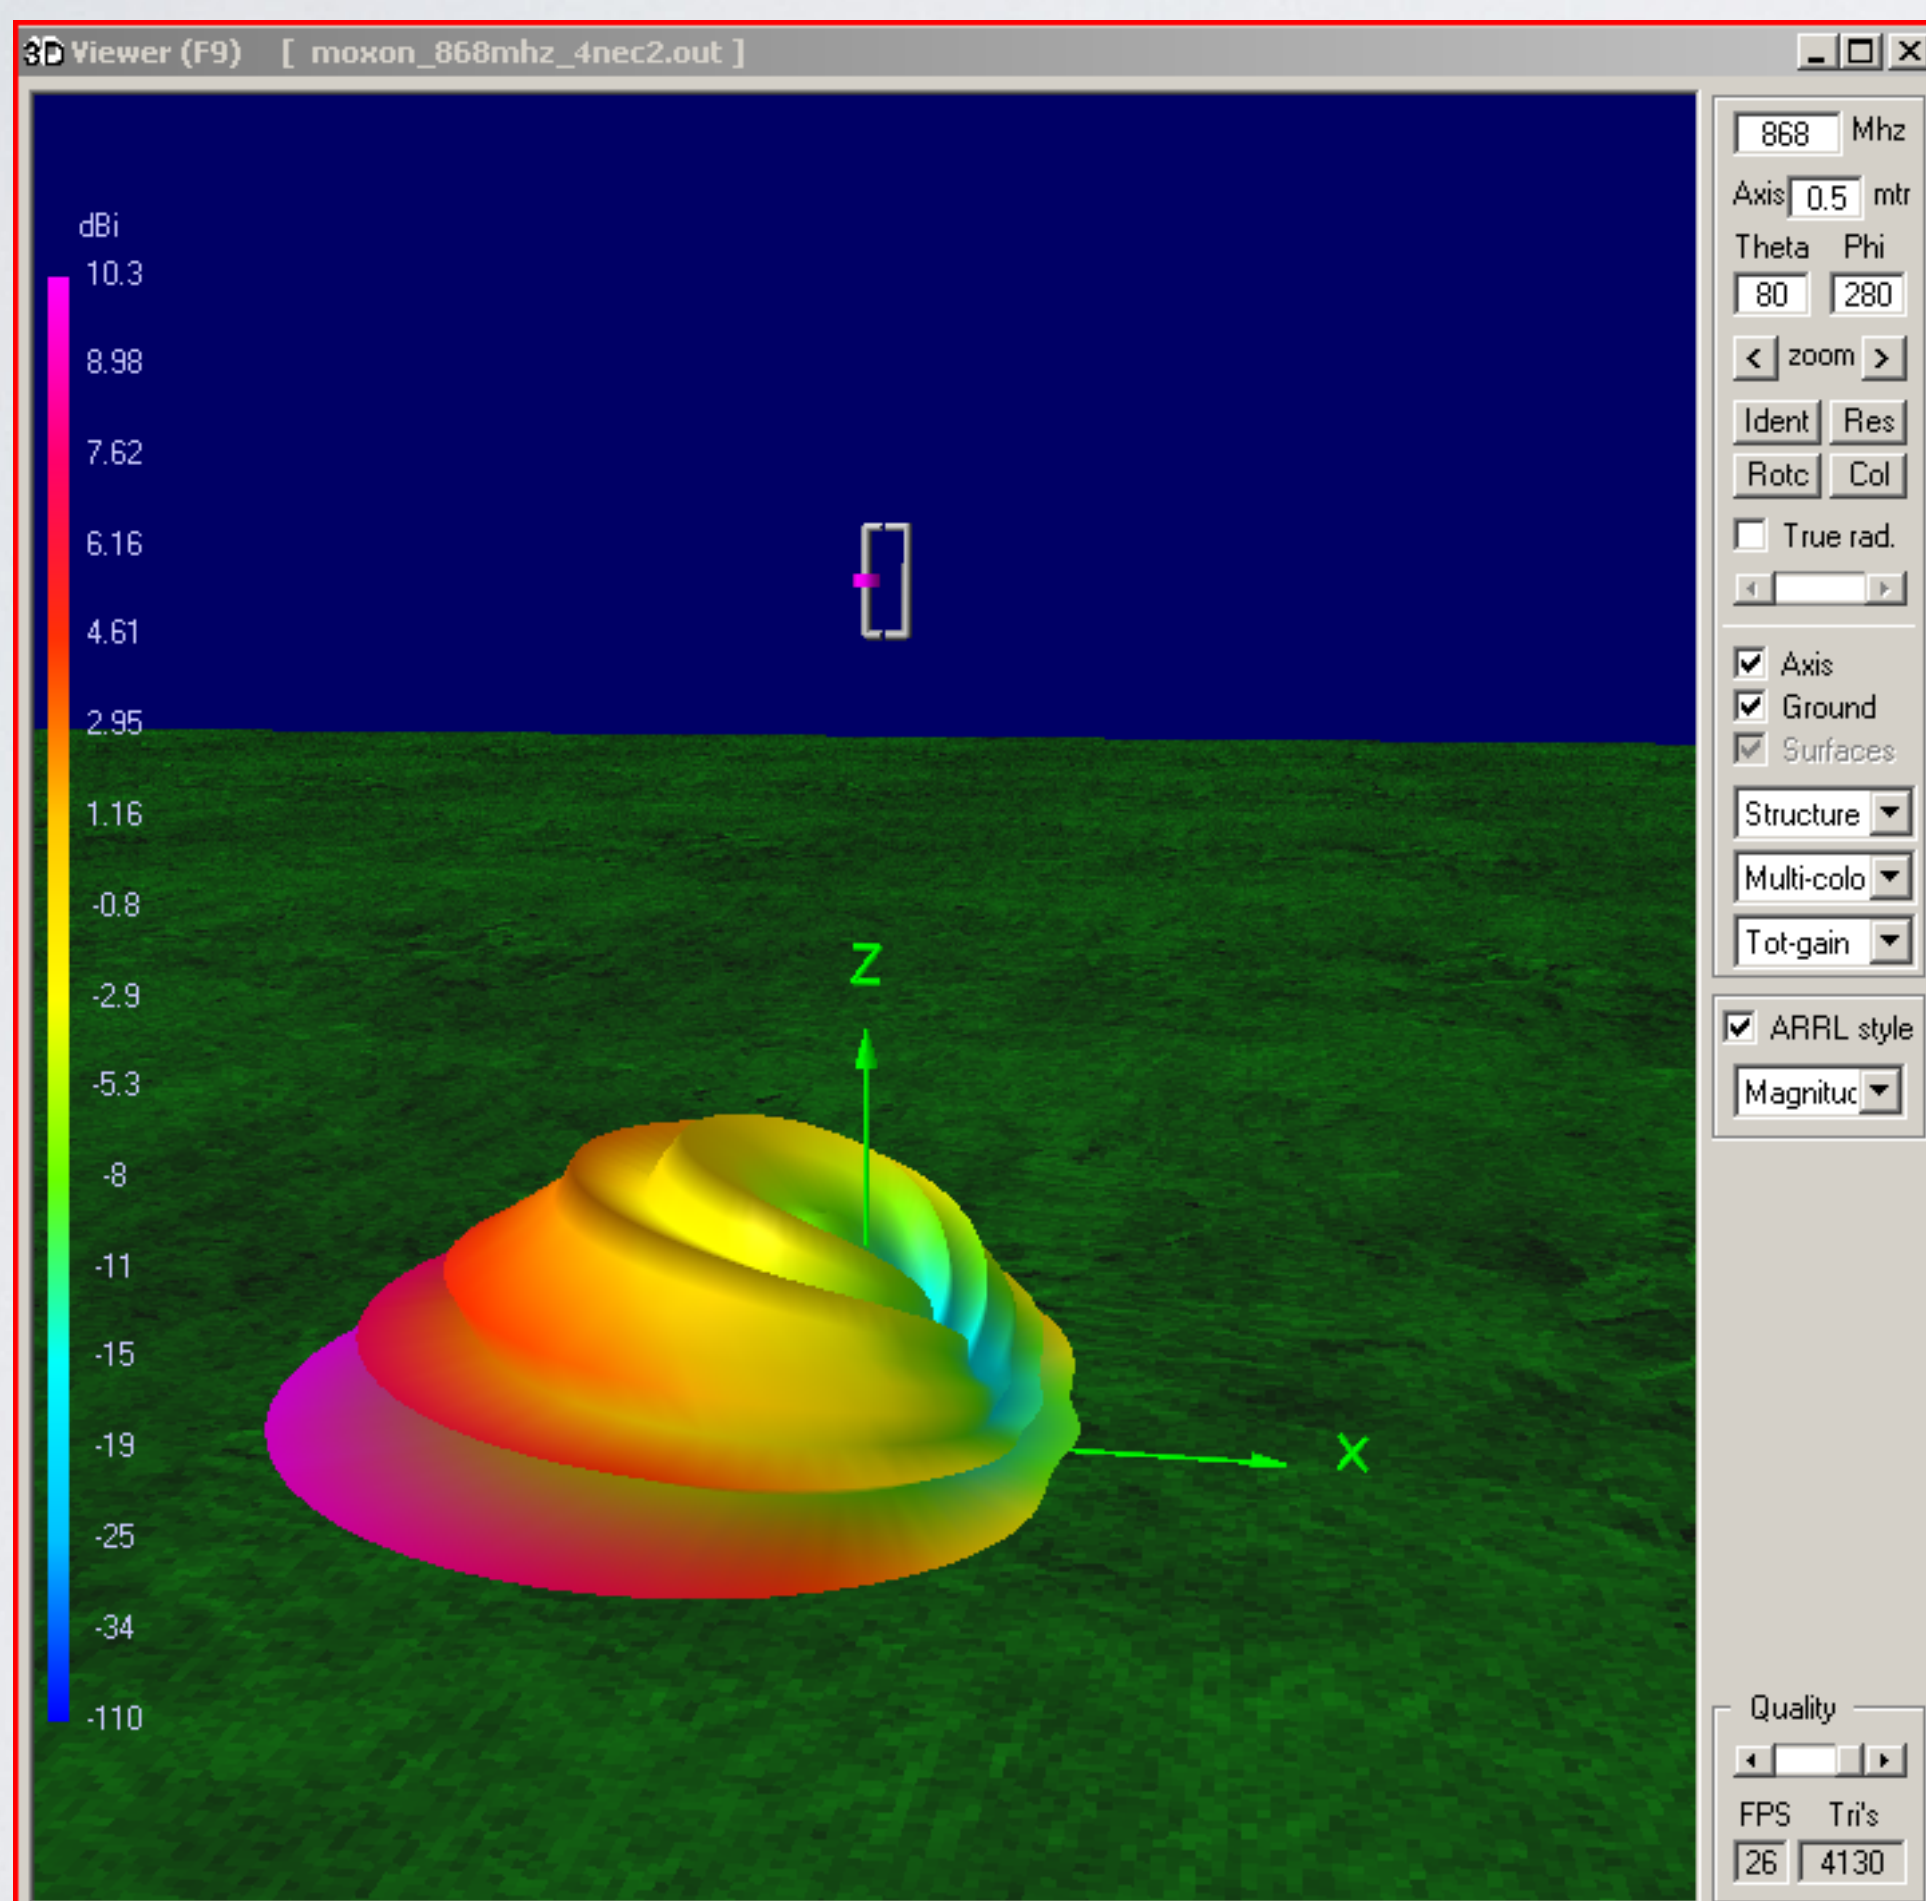 3D Viewer (F9) [ moxon_868mhz_4nec2.out ]
dBi
10.3
8.98
7.62
6.16
4.61
2.95
1.16
-0.8
-2.9
-5.3
-8
-11
-15
-19
-25
-34
-110
Z
X
868 Mhz
Axis 0.5 mtr
Theta Phi
80 280
< zoom >
Ident Res
Rotc Col
True rad.
Axis
Ground
Surfaces
Structure
Multi-colo
Tot-gain
ARRL style
Magnituc
Quality
FPS Tri's
26 4130